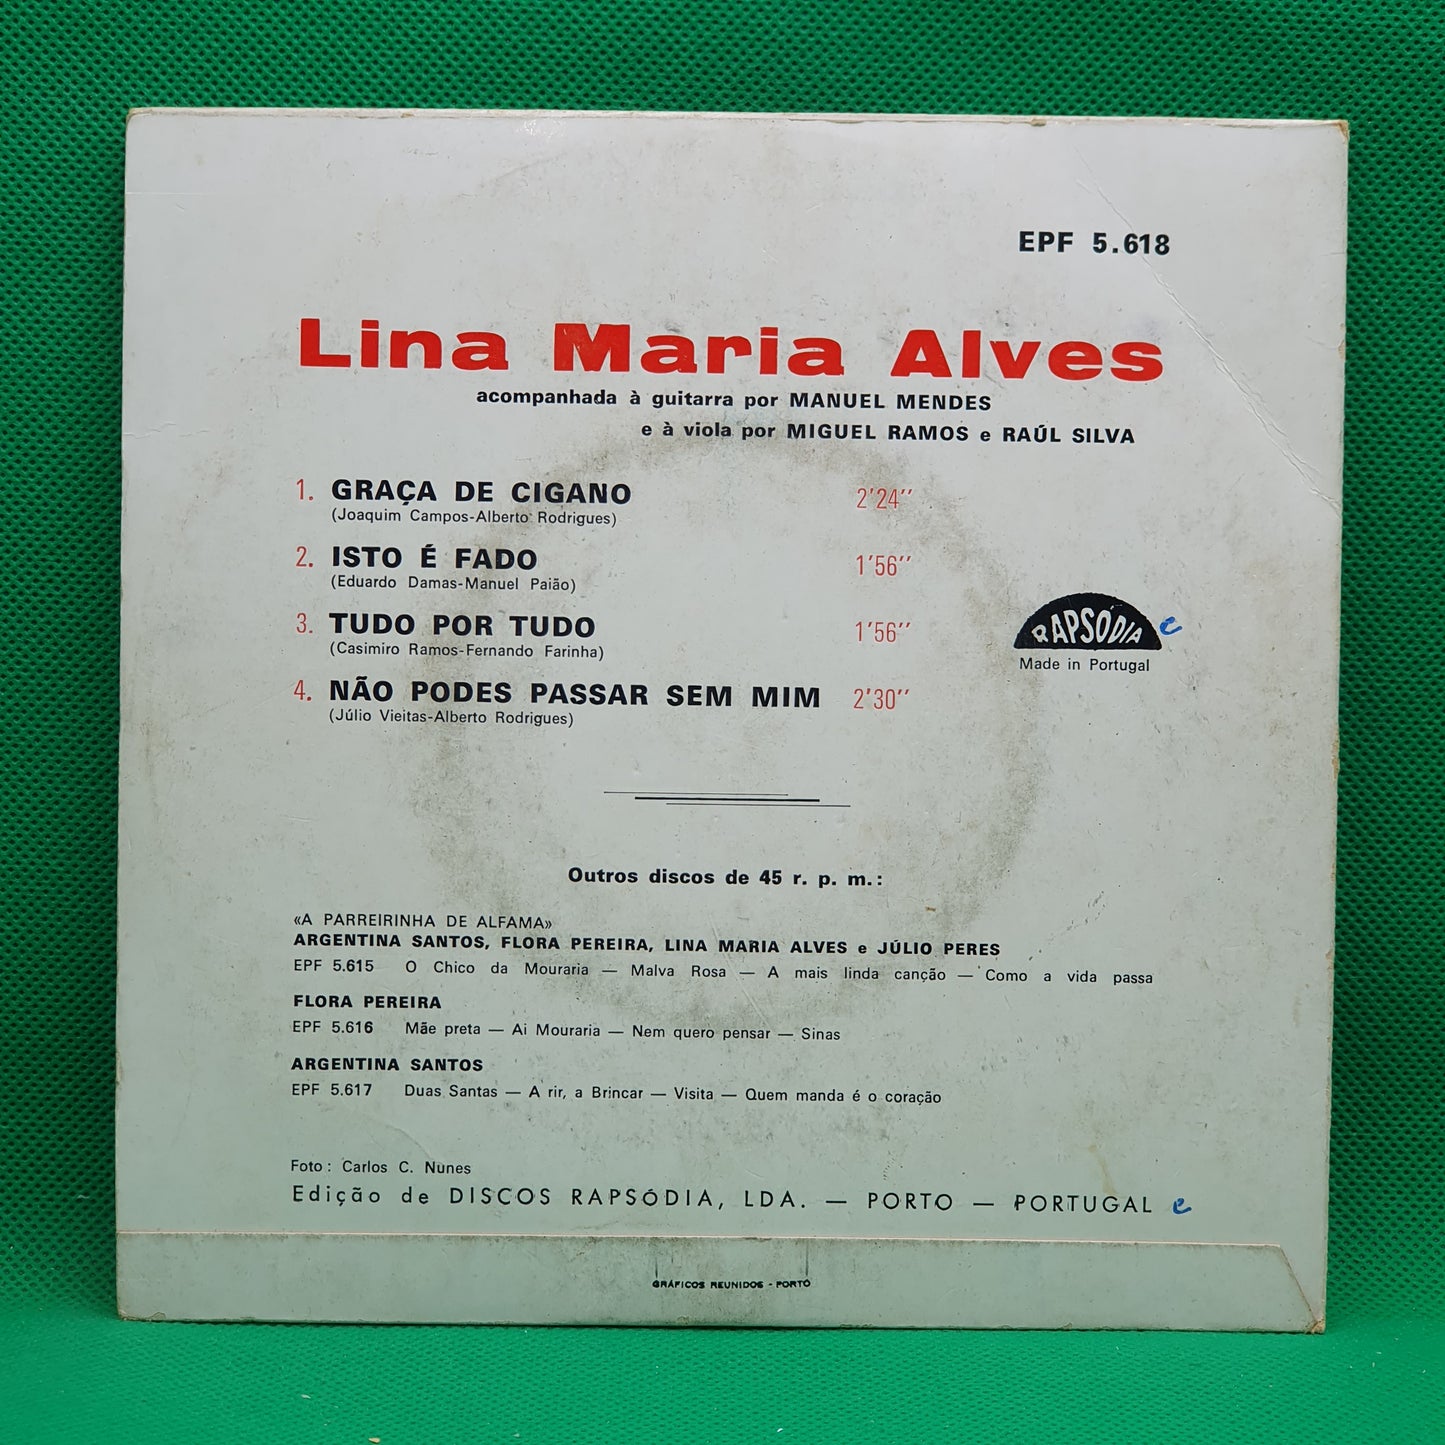 EPF 5.618
Lina Maria Alves
acompanhada à guitarra por MANUEL MENDES
e à viola por MIGUEL RAMOS e RAÚL SILVA
1. GRAÇA DE CIGANO 2'24''
(Joaquim Campos-Alberto Rodrigues)
2. ISTO É FADO 1'56''
(Eduardo Damas-Manuel Paião)
3. TUDO POR TUDO 1'56''
(Casimiro Ramos-Fernando Farinha)
4. NÃO PODES PASSAR SEM MIM 2'30''
(Júlio Vieitas-Alberto Rodrigues)
RAPSÓDIA
Made in Portugal
Outros discos de 45 r. p. m.:
«A PARREIRINHA DE ALFAMA»
ARGENTINA SANTOS, FLORA PEREIRA, LINA MARIA ALVES e JÚLIO PERES
EPF 5.615 O Chico da Mouraria — Malva Rosa — A mais linda canção — Como a vida passa
FLORA PEREIRA
EPF 5.616 Mãe preta — Ai Mouraria — Nem quero pensar — Sinas
ARGENTINA SANTOS
EPF 5.617 Duas Santas — A rir, a Brincar — Visita — Quem manda é o coração
Foto: Carlos C. Nunes
Edição de DISCOS RAPSÓDIA, LDA. — PORTO — PORTUGAL
GRÁFICOS REUNIDOS - PORTO